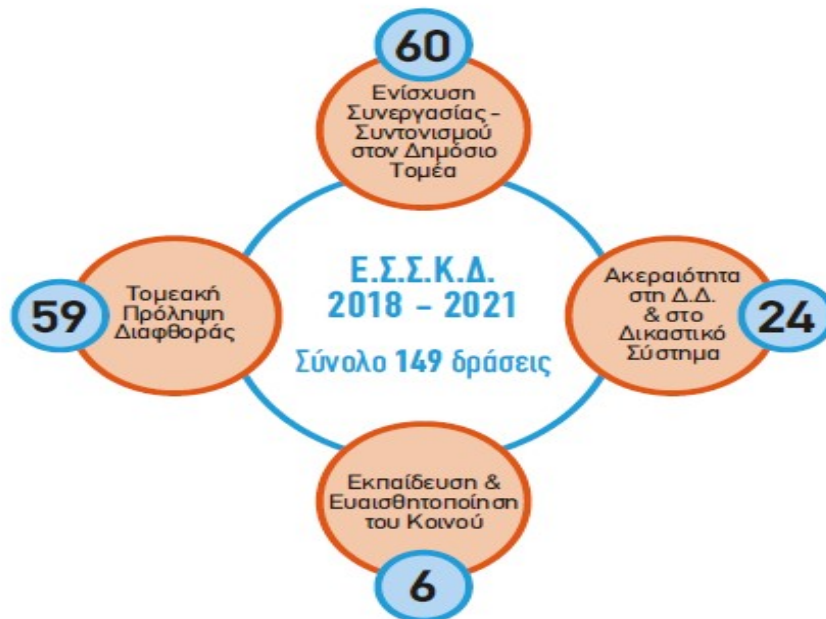 60
Ενίσχυση
Συνεργασίας -
Συντονισμού
στον Δημόσιο
Τομέα
59
Τομεακή
Πρόληψη
Διαφθοράς
Ε.Σ.Σ.Κ.Δ.
2018 – 2021
Σύνολο 149 δράσεις
Ακεραιότητα
στη Δ.Δ.
& στο
Δικαστικό
Σύστημα
24
Εκπαίδευση &
Ευαισθητοποίηση
του Κοινού
6